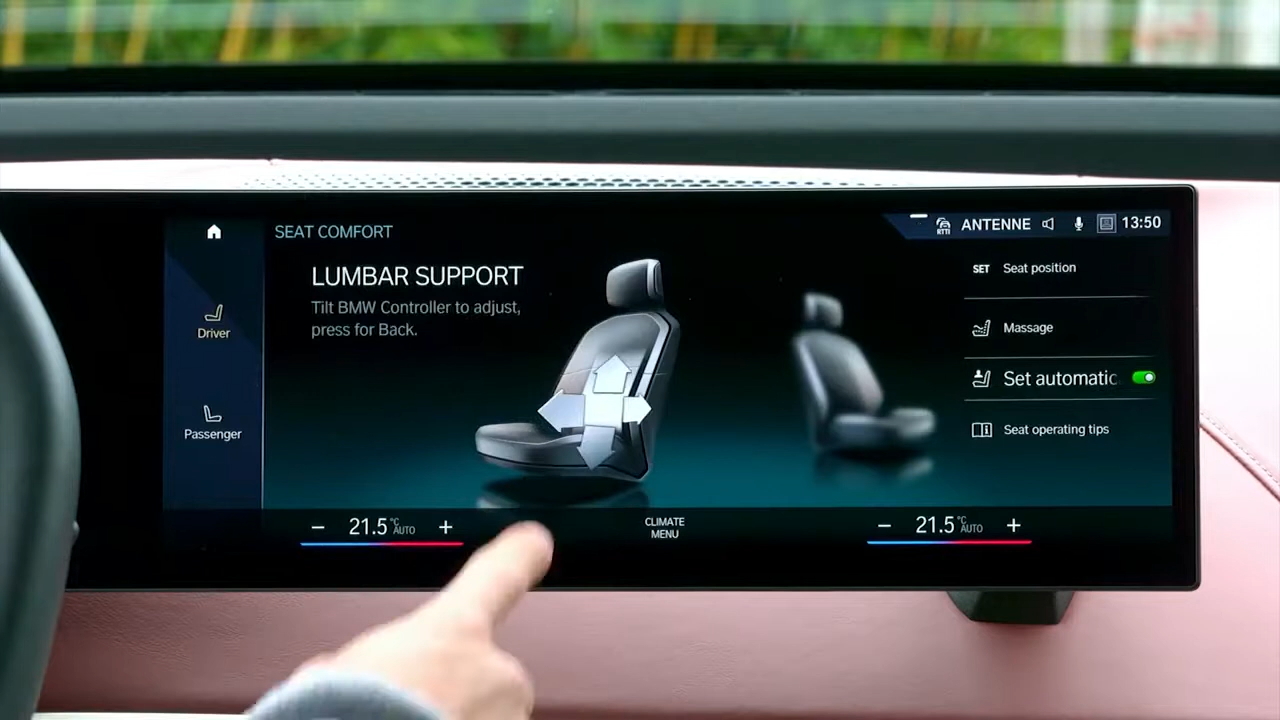 SEAT COMFORT
RTTI ANTENNE 13:50
LUMBAR SUPPORT
Tilt BMW Controller to adjust,
press for Back.
Driver
Passenger
SET Seat position
Massage
Set automatic
Seat operating tips
− 21.5 °C AUTO +
CLIMATE
MENU
− 21.5 °C AUTO +